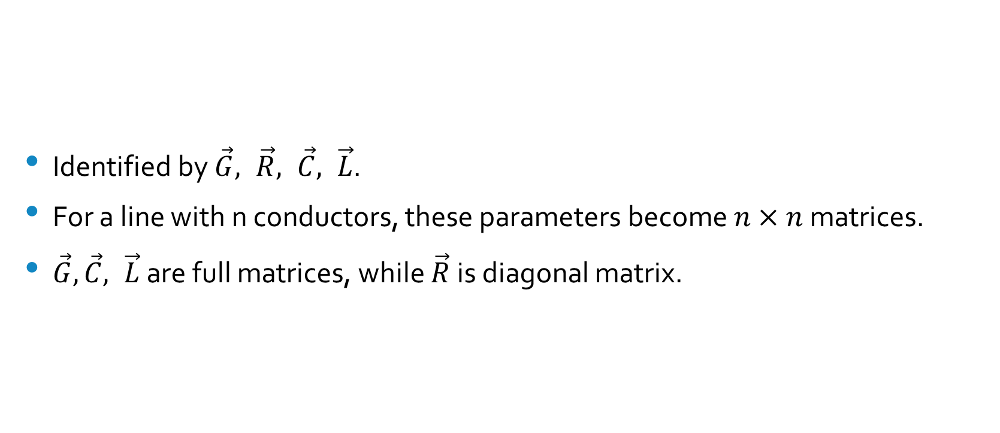 • Identified by $\vec{G}$, $\vec{R}$, $\vec{C}$, $\vec{L}$.
• For a line with n conductors, these parameters become $n \times n$ matrices.
• $\vec{G}$, $\vec{C}$, $\vec{L}$ are full matrices, while $\vec{R}$ is diagonal matrix.